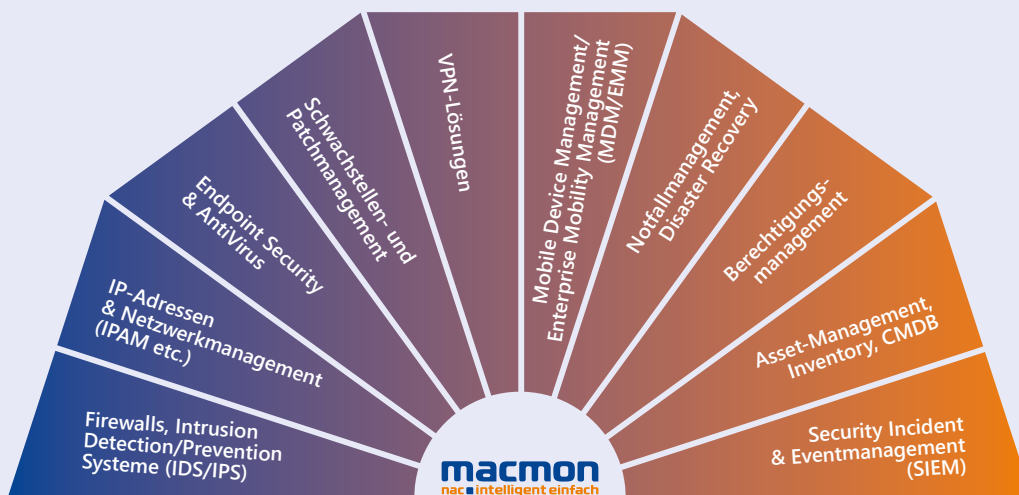 Firewalls, Intrusion
Detection/Prevention
Systeme (IDS/IPS)
IP-Adressen
& Netzwerkmanagement
(IPAM etc.)
Endpoint Security
& AntiVirus
Schwachstellen- und
Patchmanagement
VPN-Lösungen
Mobile Device Management/
Enterprise Mobility Management
(MDM/EMM)
Notfallmanagement,
Disaster Recovery
Berechtigungs-
management
Asset-Management,
Inventory, CMDB
Security Incident
& Eventmanagement
(SIEM)
macmon
nac intelligent einfach